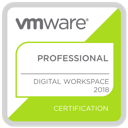 vmware®
PROFESSIONAL
DIGITAL WORKSPACE
2018
CERTIFICATION